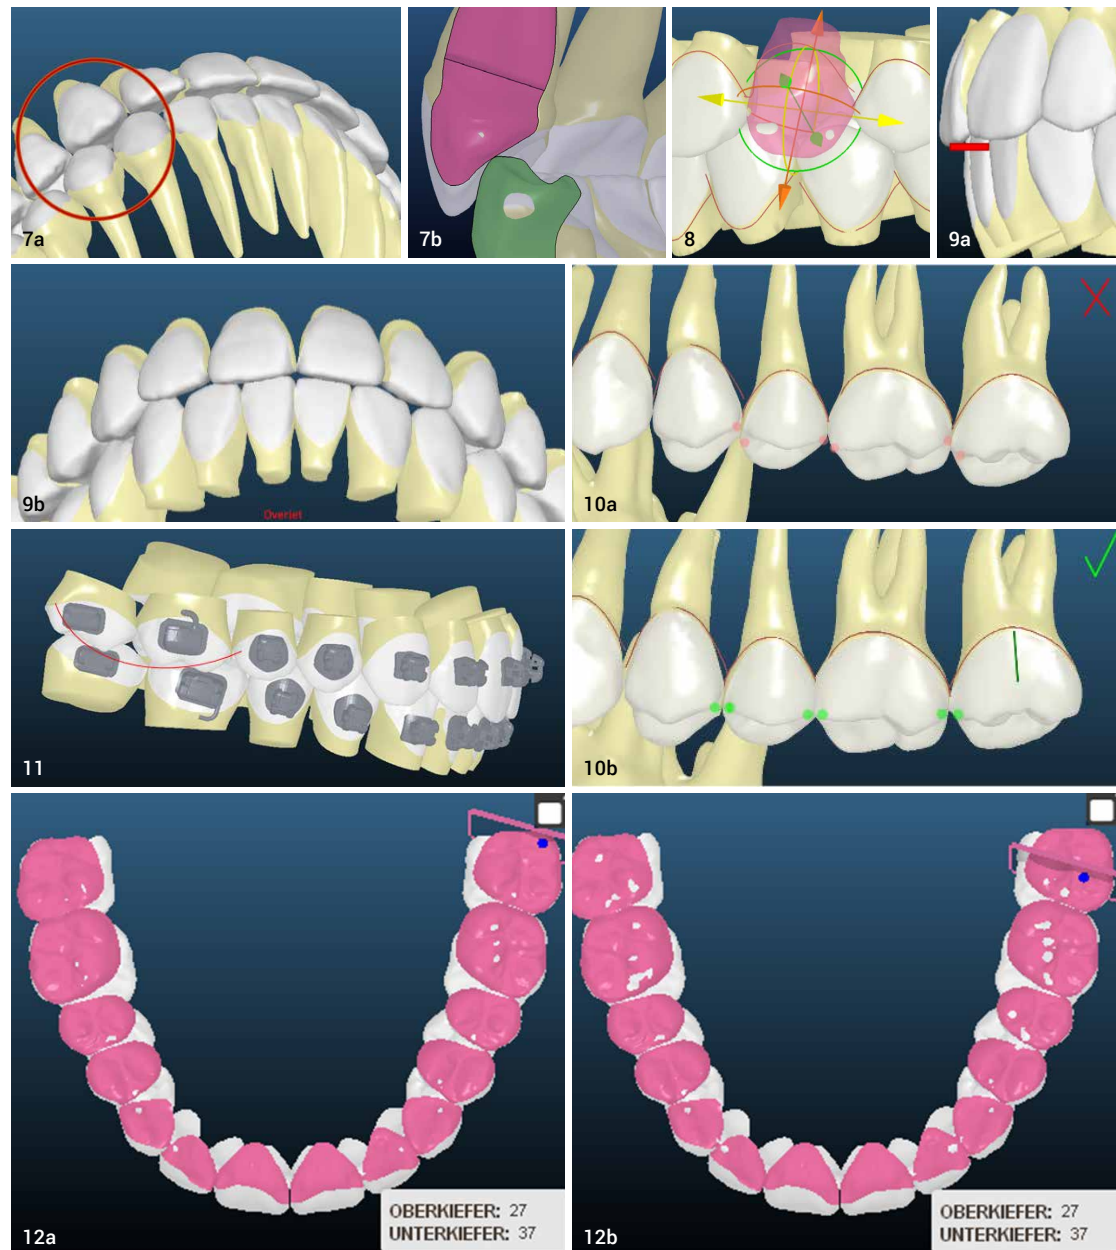 7a
7b
8
9a
9b
Overjet
10a
11
10b
OBERKIEFER: 27
UNTERKIEFER: 37
12a
OBERKIEFER: 27
UNTERKIEFER: 37
12b